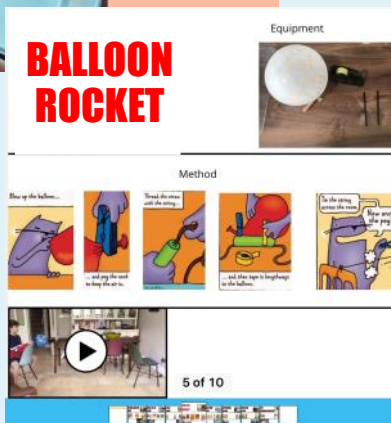 Equipment
BALLOON
ROCKET
Method
Blow up the balloon...
... and peg the neck
to keep the air in.
Thread the straw
with the string...
... and then tape it lengthways
to the balloon.
Tie the string
across the room.
5 of 10